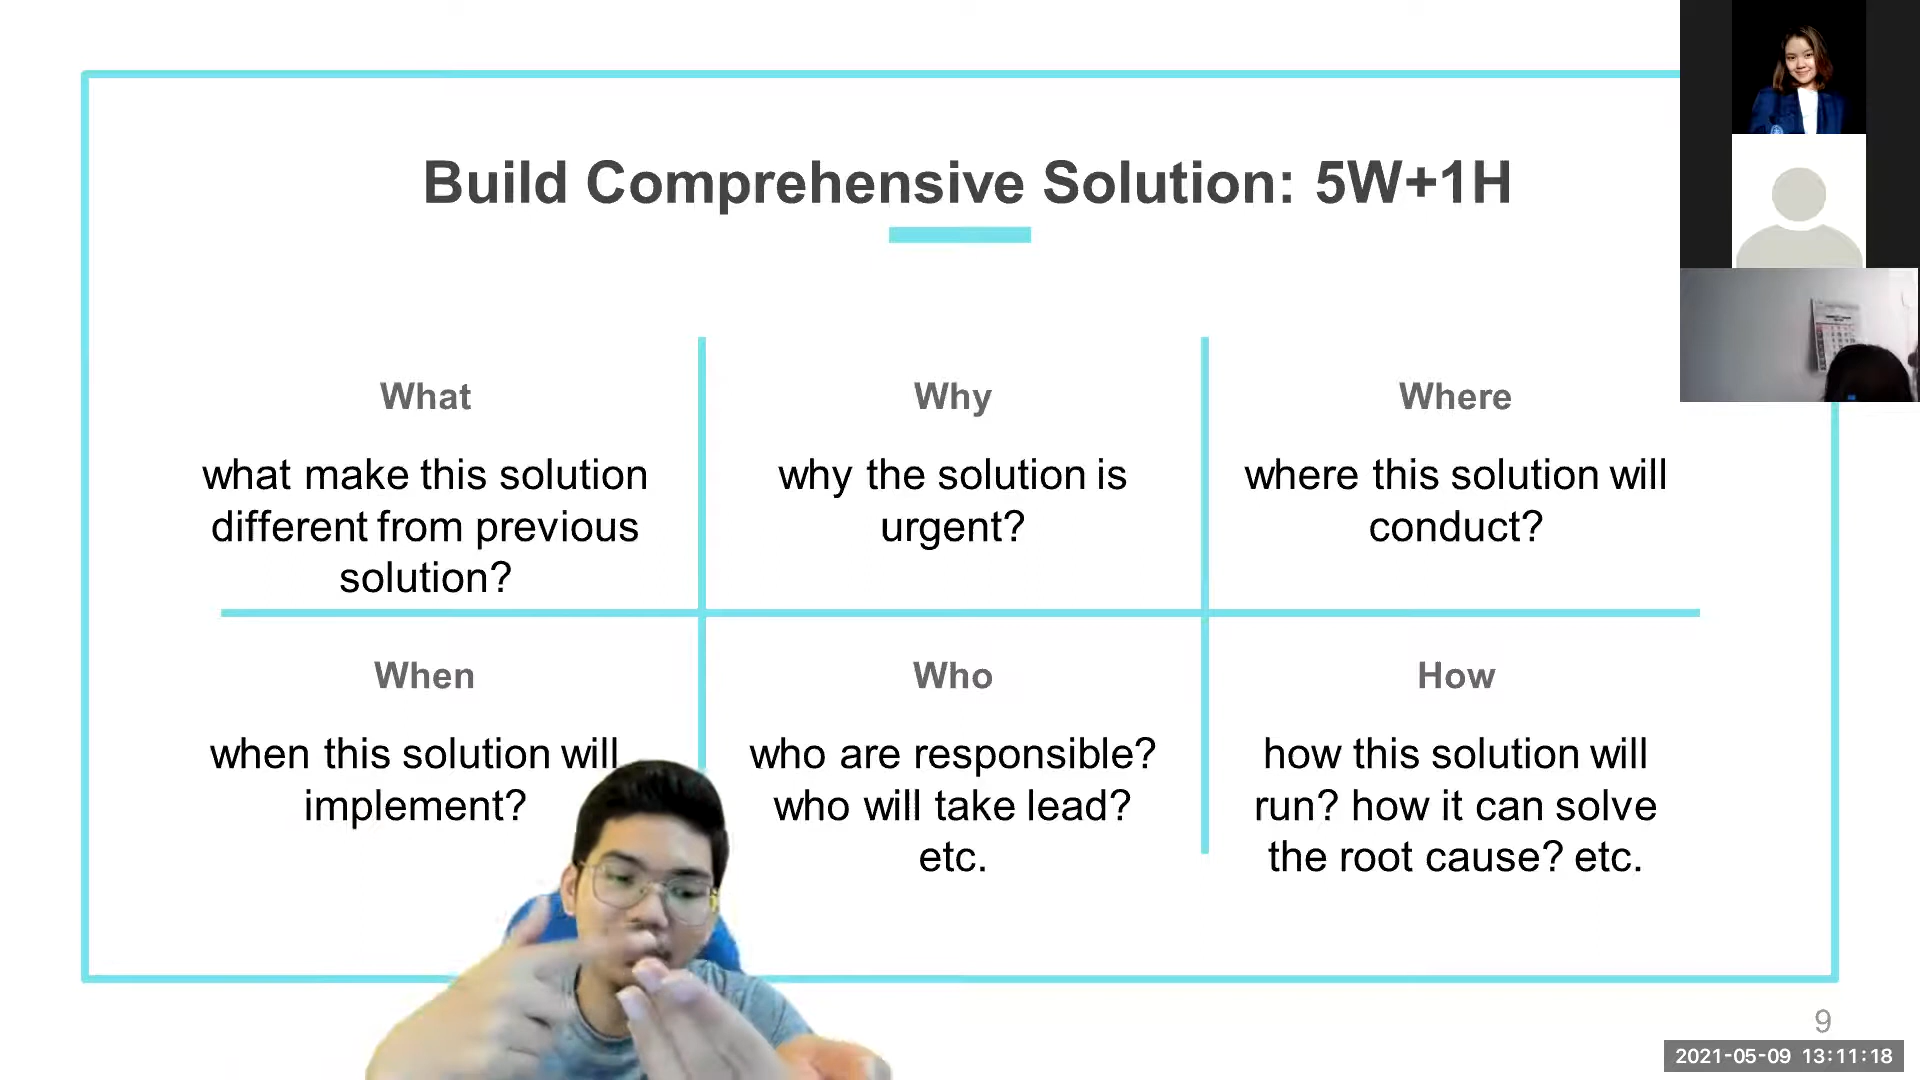 Build Comprehensive Solution: 5W+1H
What
what make this solution
different from previous
solution?
Why
why the solution is
urgent?
Where
where this solution will
conduct?
When
when this solution will
implement?
Who
who are responsible?
who will take lead?
etc.
How
how this solution will
run? how it can solve
the root cause? etc.
9
2021-05-09 13:11:18